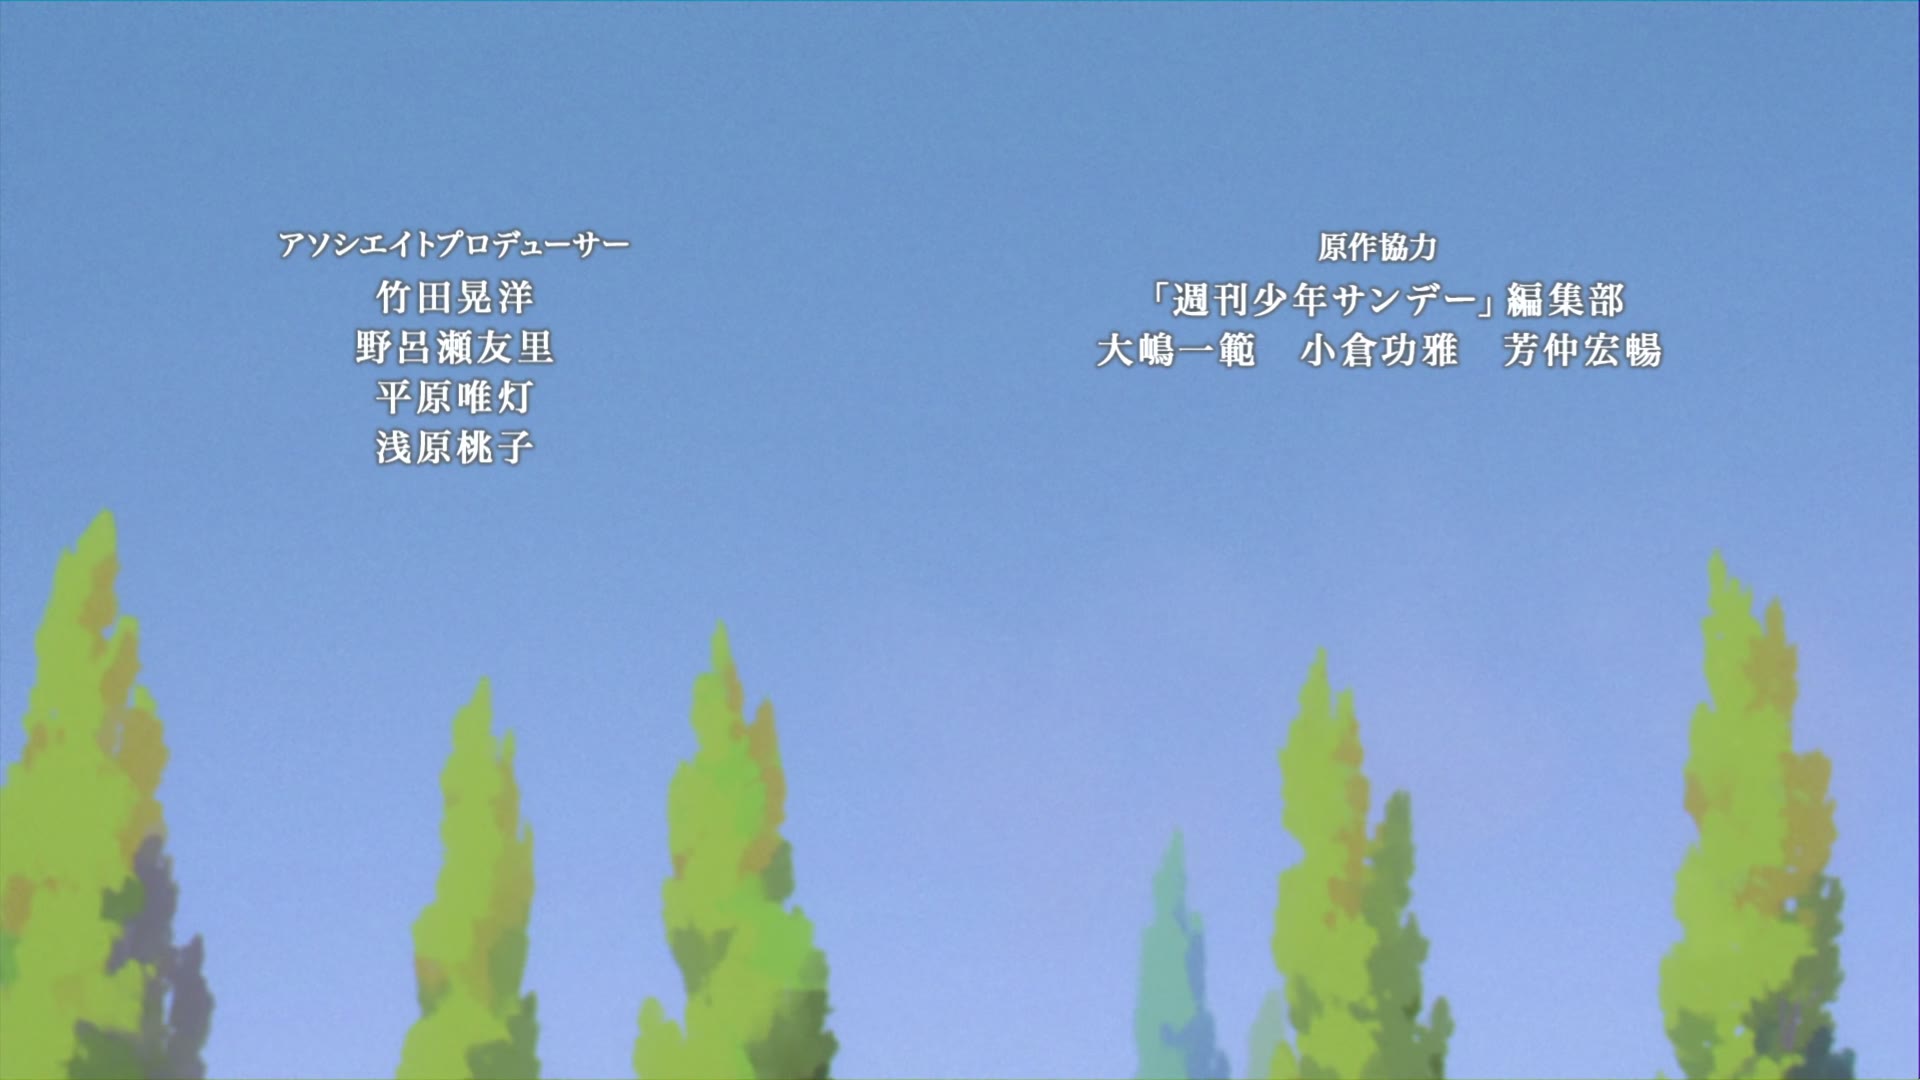 アソシエイトプロデューサー
竹田晃洋
野呂瀬友里
平原唯灯
浅原桃子
原作協力
「週刊少年サンデー」編集部
大嶋一範　小倉功雅　芳仲宏暢